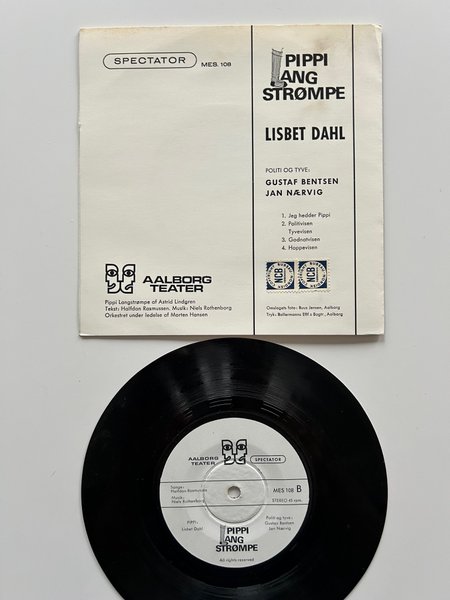 SPECTATOR
MES. 108
PIPPI
LANG
STRØMPE
LISBET DAHL
POLITI OG TYVE:
GUSTAF BENTSEN
JAN NÆRVIG
1. Jeg hedder Pippi
2. Politivisen
Tyvevisen
3. Godnatvisen
4. Hoppevisen
NCB NCB
AALBORG
TEATER
Pippi Langstrømpe af Astrid Lindgren
Tekst: Halfdan Rasmussen. Musik: Niels Rothenborg
Orkestret under ledelse af Morten Hansen
Omslagets foto: Buus Jensen, Aalborg
Tryk: Bollermanns Eftf.s Bogtr., Aalborg
AALBORG
TEATER
SPECTATOR
Sange:
Halfdan Rasmussen
Musik:
Niels Rothenborg
MES 108 B
STEREO 45 rpm.
PIPPI:
Lisbet Dahl
Politi og tyve:
Gustav Bentsen
Jan Nærvig
PIPPI
LANG
STRØMPE
All rights reserved